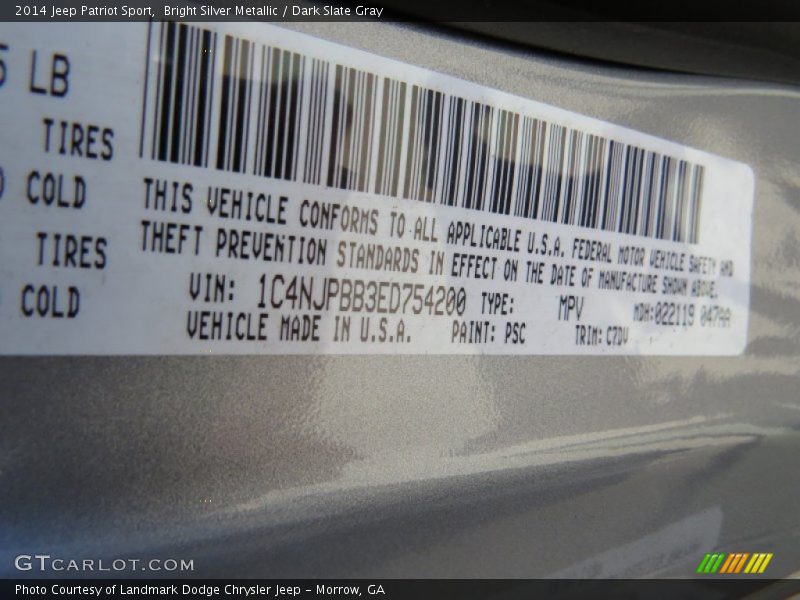 2014 Jeep Patriot Sport,  Bright Silver Metallic / Dark Slate Gray
LB
TIRES
COLD
TIRES
COLD
THIS VEHICLE CONFORMS TO ALL APPLICABLE U.S.A. FEDERAL MOTOR VEHICLE SAFETY AND
THEFT PREVENTION STANDARDS IN EFFECT ON THE DATE OF MANUFACTURE SHOWN ABOVE.
VIN: 1C4NJPBB3ED754200 TYPE: MPV MDH:022119 047AA
VEHICLE MADE IN U.S.A. PAINT: PSC TRIM: C7DV
GTCARLOT.COM
Photo Courtesy of Landmark Dodge Chrysler Jeep - Morrow, GA